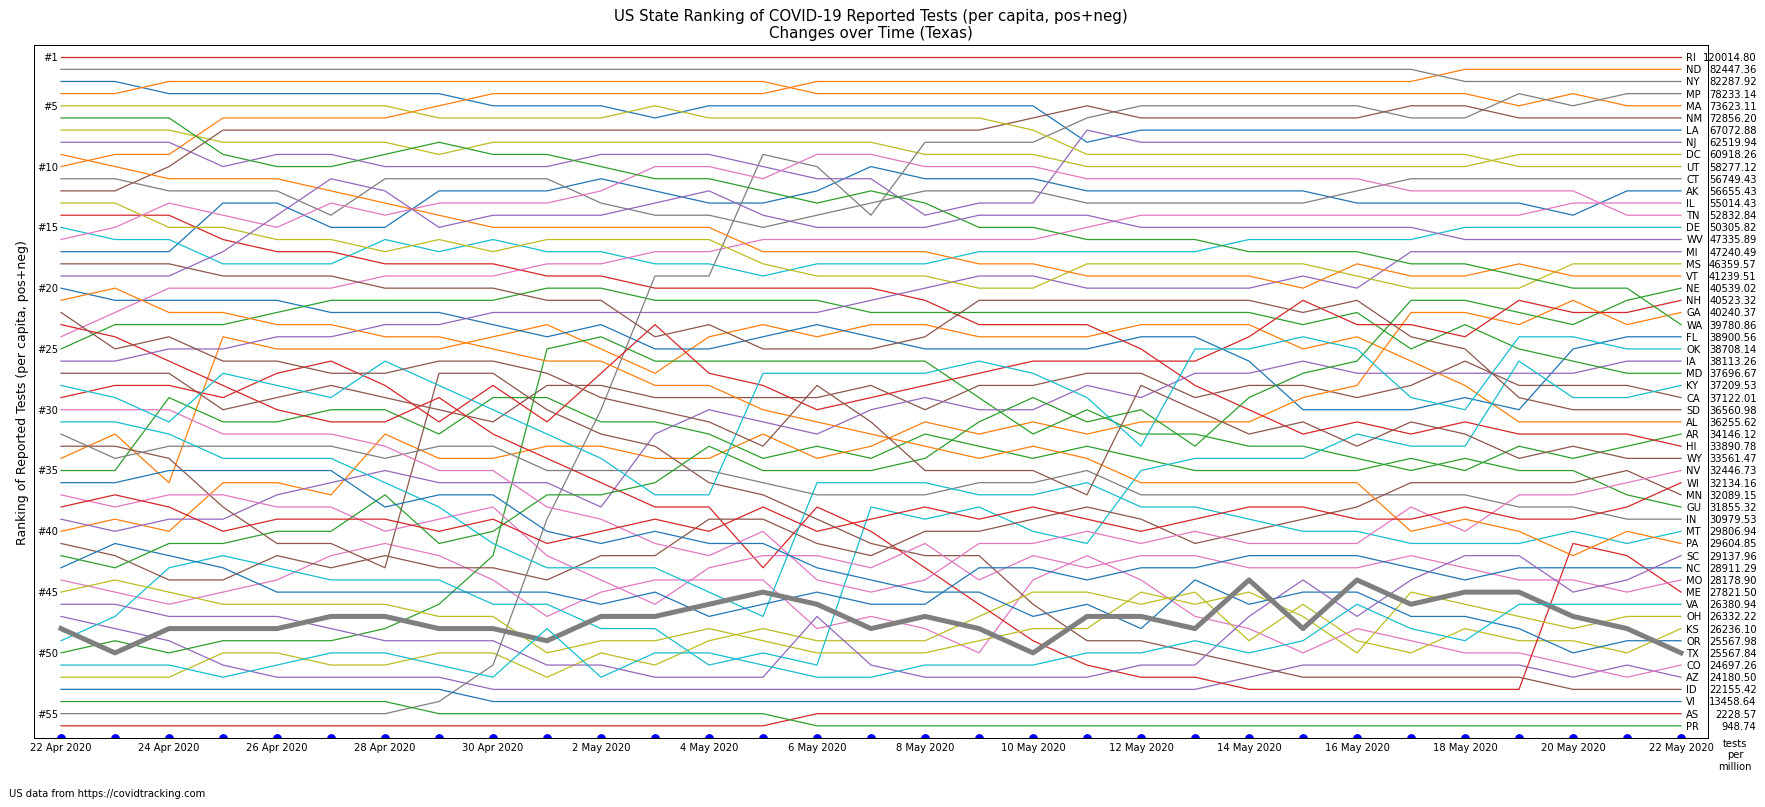 US State Ranking of COVID-19 Reported Tests (per capita, pos+neg)
Changes over Time (Texas)
Ranking of Reported Tests (per capita, pos+neg)
#1
#5
#10
#15
#20
#25
#30
#35
#40
#45
#50
#55
RI 120014.80
ND 82447.36
NY 82287.92
MP 78233.14
MA 73623.11
NM 72856.20
LA 67072.88
NJ 62519.94
DC 60918.26
UT 58277.12
CT 56749.43
AK 56655.43
IL 55014.43
TN 52832.84
DE 50305.82
WV 47335.89
MI 47240.49
MS 46359.57
VT 41239.51
NE 40539.02
NH 40523.32
GA 40240.37
WA 39780.86
FL 38900.56
OK 38708.14
IA 38113.26
MD 37696.67
KY 37209.53
CA 37122.01
SD 36560.98
AL 36255.62
AR 34146.12
HI 33890.78
WY 33561.47
NV 32446.73
WI 32134.16
MN 32089.15
GU 31855.32
IN 30979.53
MT 29806.94
PA 29604.85
SC 29137.96
NC 28911.29
MO 28178.90
ME 27821.50
VA 26380.94
OH 26332.22
KS 26236.10
OR 25567.98
TX 25567.84
CO 24697.26
AZ 24180.50
ID 22155.42
VI 13458.64
AS 2228.57
PR 948.74
22 Apr 2020 24 Apr 2020 26 Apr 2020 28 Apr 2020 30 Apr 2020 2 May 2020 4 May 2020 6 May 2020 8 May 2020 10 May 2020 12 May 2020 14 May 2020 16 May 2020 18 May 2020 20 May 2020 22 May 2020
tests
per
million
US data from https://covidtracking.com